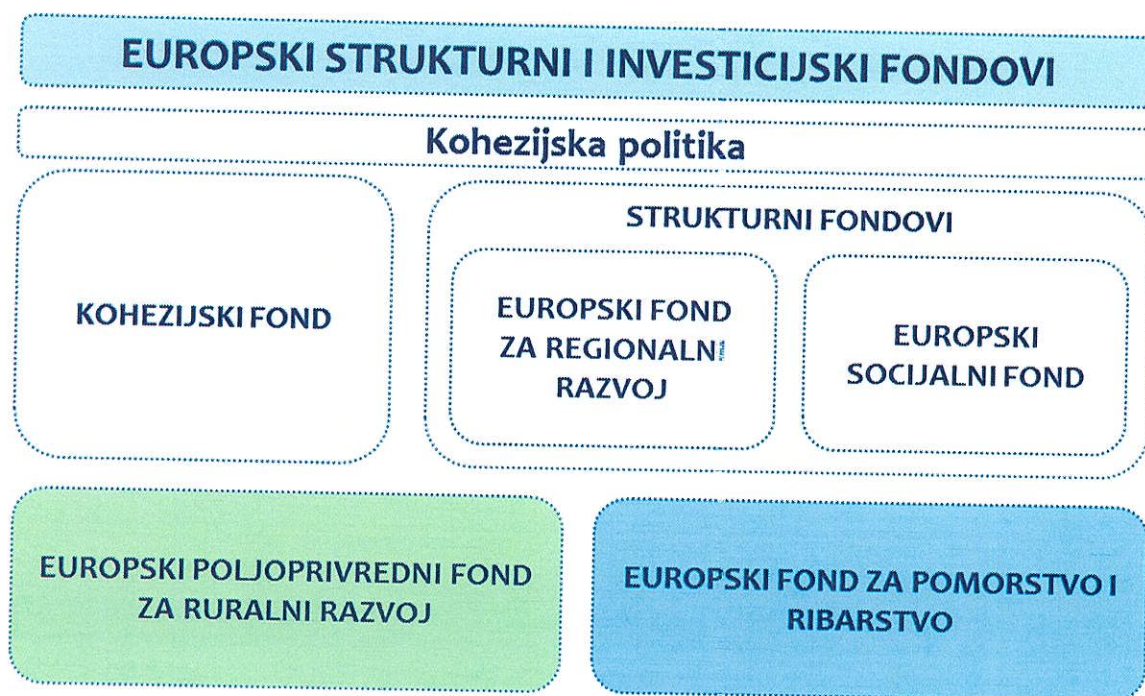 EUROPSKI STRUKTURNI I INVESTICIJSKI FONDOVI
Kohezijska politika
KOHEZIJSKI FOND
STRUKTURNI FONDOVI
EUROPSKI FOND
ZA REGIONALNI
RAZVOJ
EUROPSKI
SOCIJALNI FOND
EUROPSKI POLJOPRIVREDNI FOND
ZA RURALNI RAZVOJ
EUROPSKI FOND ZA POMORSTVO I
RIBARSTVO